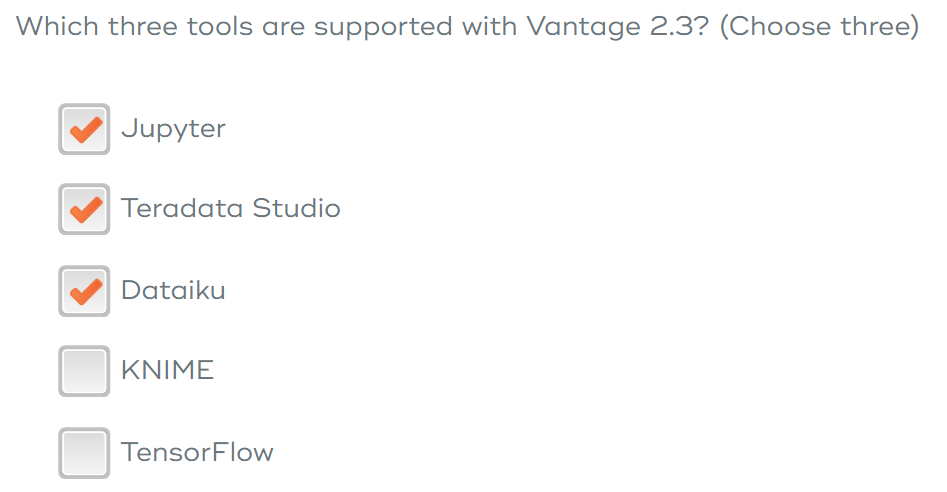 Which three tools are supported with Vantage 2.3? (Choose three)
Jupyter
Teradata Studio
Dataiku
KNIME
TensorFlow